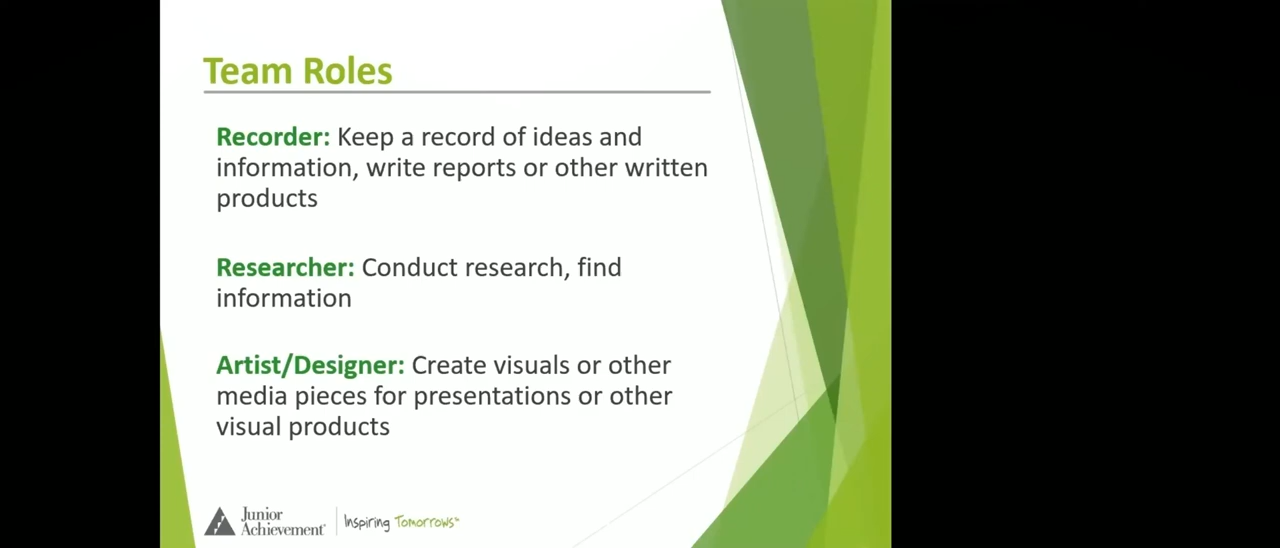 Team Roles
Recorder: Keep a record of ideas and
information, write reports or other written
products
Researcher: Conduct research, find
information
Artist/Designer: Create visuals or other
media pieces for presentations or other
visual products
Junior
Achievement
Inspiring Tomorrows